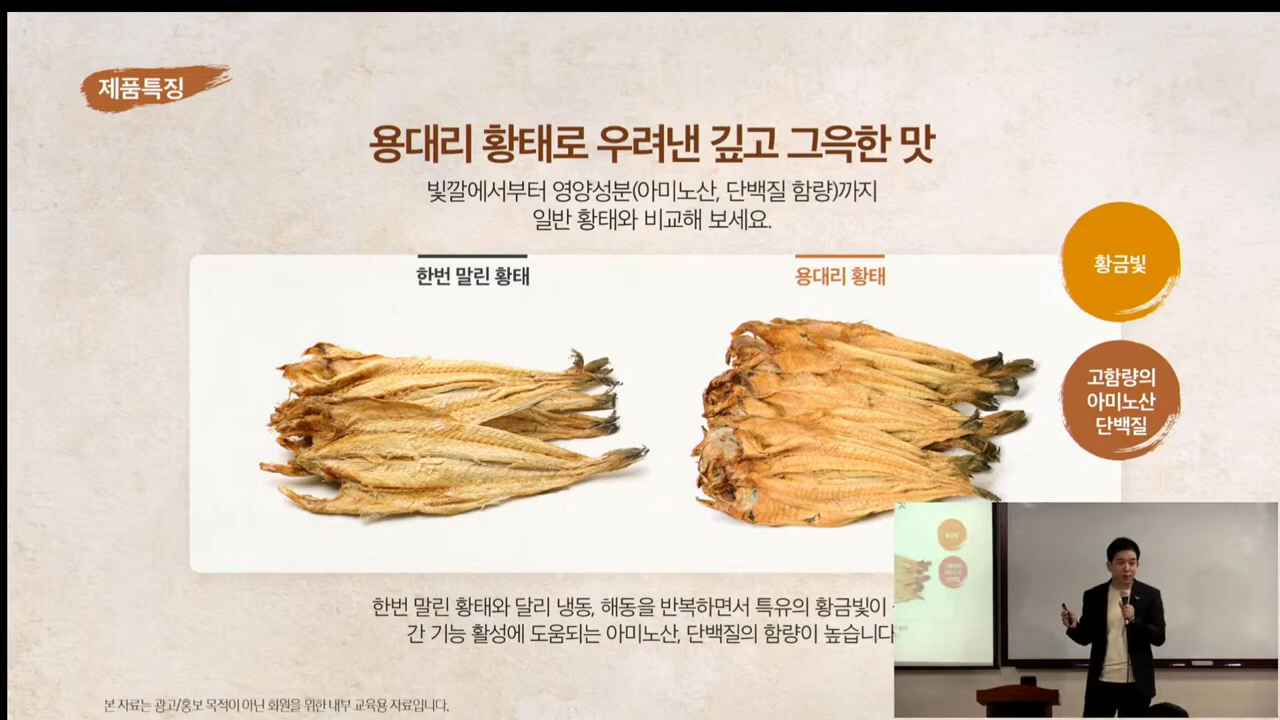 제품특징
용대리 황태로 우려낸 깊고 그윽한 맛
빛깔에서부터 영양성분(아미노산, 단백질 함량)까지
일반 황태와 비교해 보세요.
한번 말린 황태
용대리 황태
황금빛
고함량의
아미노산
단백질
한번 말린 황태와 달리 냉동, 해동을 반복하면서 특유의 황금빛이
간 기능 활성에 도움되는 아미노산, 단백질의 함량이 높습니다
본 자료는 광고/홍보 목적이 아닌 회원을 위한 내부 교육용 자료입니다.